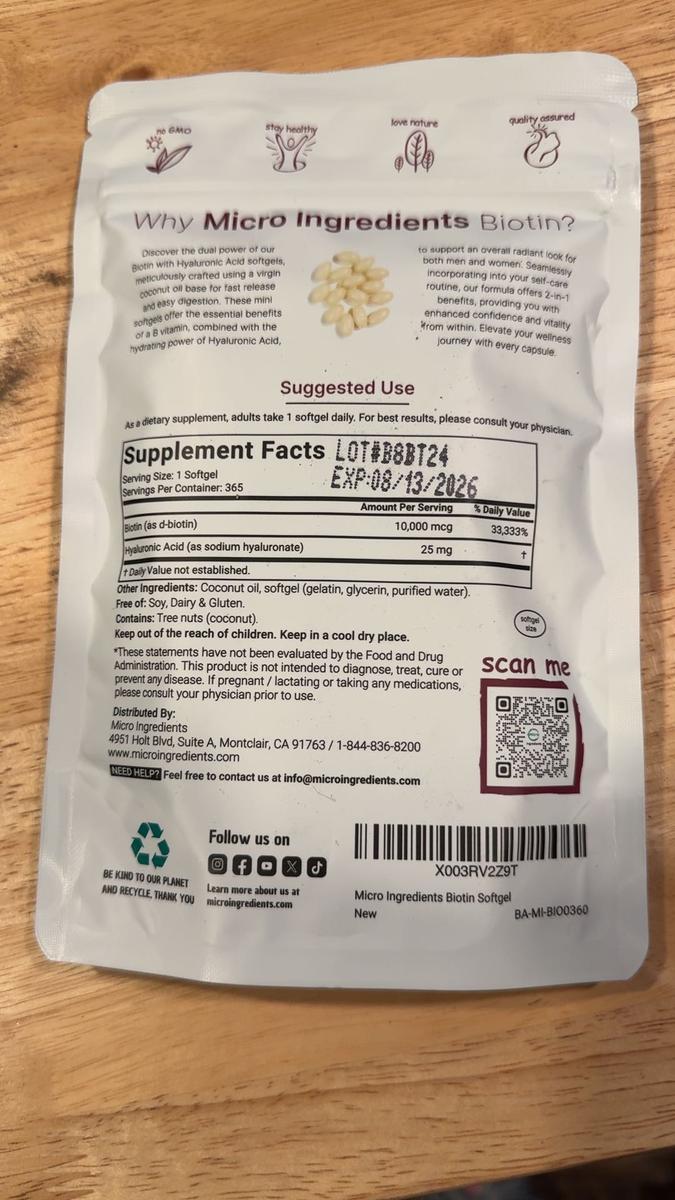 no GMO
stay healthy
love nature
quality assured
Why Micro Ingredients Biotin?
Discover the dual power of our
Biotin with Hyaluronic Acid softgels,
meticulously crafted using a virgin
coconut oil base for fast release
and easy digestion. These mini
softgels offer the essential benefits
of a B vitamin, combined with the
hydrating power of Hyaluronic Acid,
to support an overall radiant look for
both men and women. Seamlessly
incorporating into your self-care
routine, our formula offers 2-in-1
benefits, providing you with
enhanced confidence and vitality
from within. Elevate your wellness
journey with every capsule.
Suggested Use
As a dietary supplement, adults take 1 softgel daily. For best results, please consult your physician.
Supplement Facts
LOT#B8BT24
EXP:08/13/2026
Serving Size: 1 Softgel
Servings Per Container: 365
Amount Per Serving % Daily Value
Biotin (as d-biotin) 10,000 mcg 33,333%
Hyaluronic Acid (as sodium hyaluronate) 25 mg †
† Daily Value not established.
Other Ingredients: Coconut oil, softgel (gelatin, glycerin, purified water).
Free of: Soy, Dairy & Gluten.
Contains: Tree nuts (coconut).
Keep out of the reach of children. Keep in a cool dry place.
softgel
size
*These statements have not been evaluated by the Food and Drug
Administration. This product is not intended to diagnose, treat, cure or
prevent any disease. If pregnant / lactating or taking any medications,
please consult your physician prior to use.
scan me
Distributed By:
Micro Ingredients
4951 Holt Blvd, Suite A, Montclair, CA 91763 / 1-844-836-8200
www.microingredients.com
NEED HELP? Feel free to contact us at info@microingredients.com
BE KIND TO OUR PLANET
AND RECYCLE, THANK YOU
Follow us on
Learn more about us at
microingredients.com
X003RV2Z9T
Micro Ingredients Biotin Softgel
New
BA-MI-BIO0360